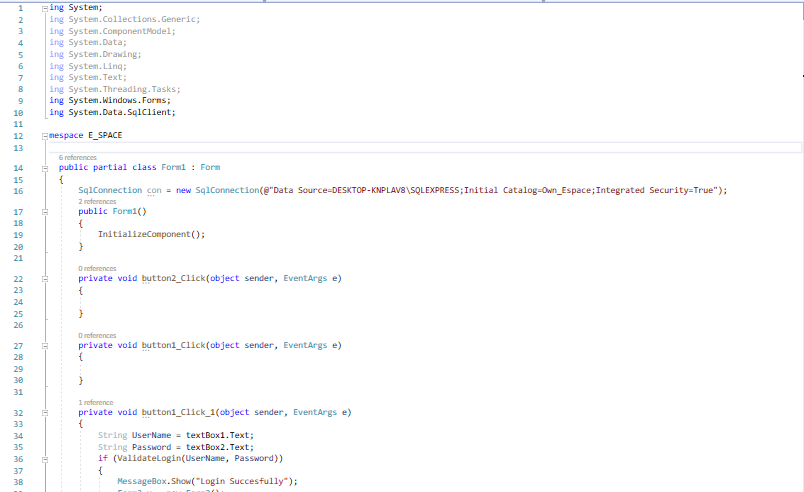 1 ing System;
2 ing System.Collections.Generic;
3 ing System.ComponentModel;
4 ing System.Data;
5 ing System.Drawing;
6 ing System.Linq;
7 ing System.Text;
8 ing System.Threading.Tasks;
9 ing System.Windows.Forms;
10 ing System.Data.SqlClient;
11
12 mespace E_SPACE
13
6 references
14 public partial class Form1 : Form
15 {
16 SqlConnection con = new SqlConnection(@"Data Source=DESKTOP-KNPLAV8\SQLEXPRESS;Initial Catalog=Own_Espace;Integrated Security=True");
2 references
17 public Form1()
18 {
19 InitializeComponent();
20 }
21
0 references
22 private void button2_Click(object sender, EventArgs e)
23 {
24
25 }
26
0 references
27 private void button1_Click(object sender, EventArgs e)
28 {
29
30 }
31
1 reference
32 private void button1_Click_1(object sender, EventArgs e)
33 {
34 String UserName = textBox1.Text;
35 String Password = textBox2.Text;
36 if (ValidateLogin(UserName, Password))
37 {
38 MessageBox.Show("Login Succesfully");